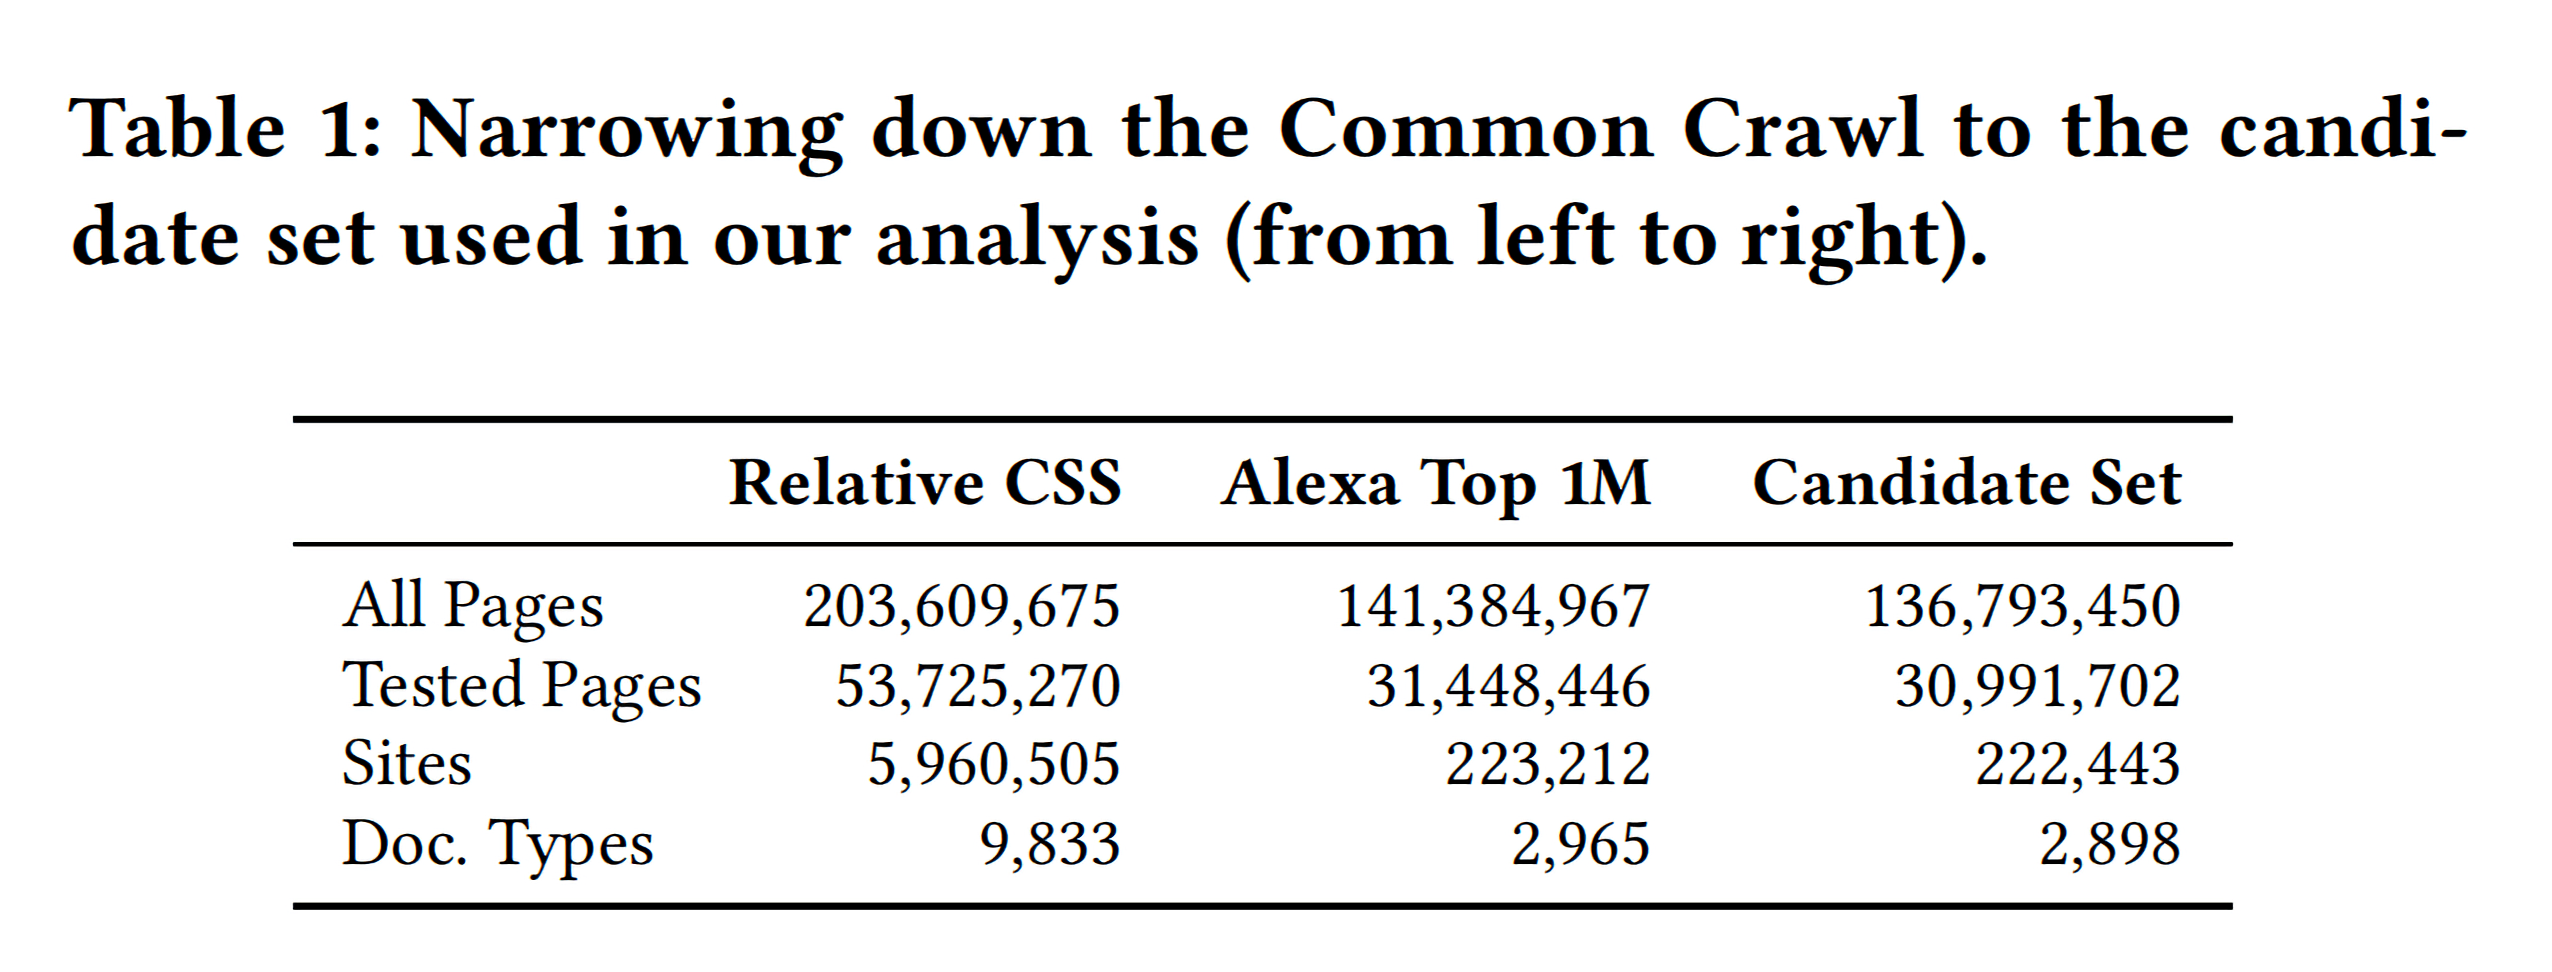 Table 1: Narrowing down the Common Crawl to the candi-
date set used in our analysis (from left to right).
Relative CSS Alexa Top 1M Candidate Set
All Pages 203,609,675 141,384,967 136,793,450
Tested Pages 53,725,270 31,448,446 30,991,702
Sites 5,960,505 223,212 222,443
Doc. Types 9,833 2,965 2,898